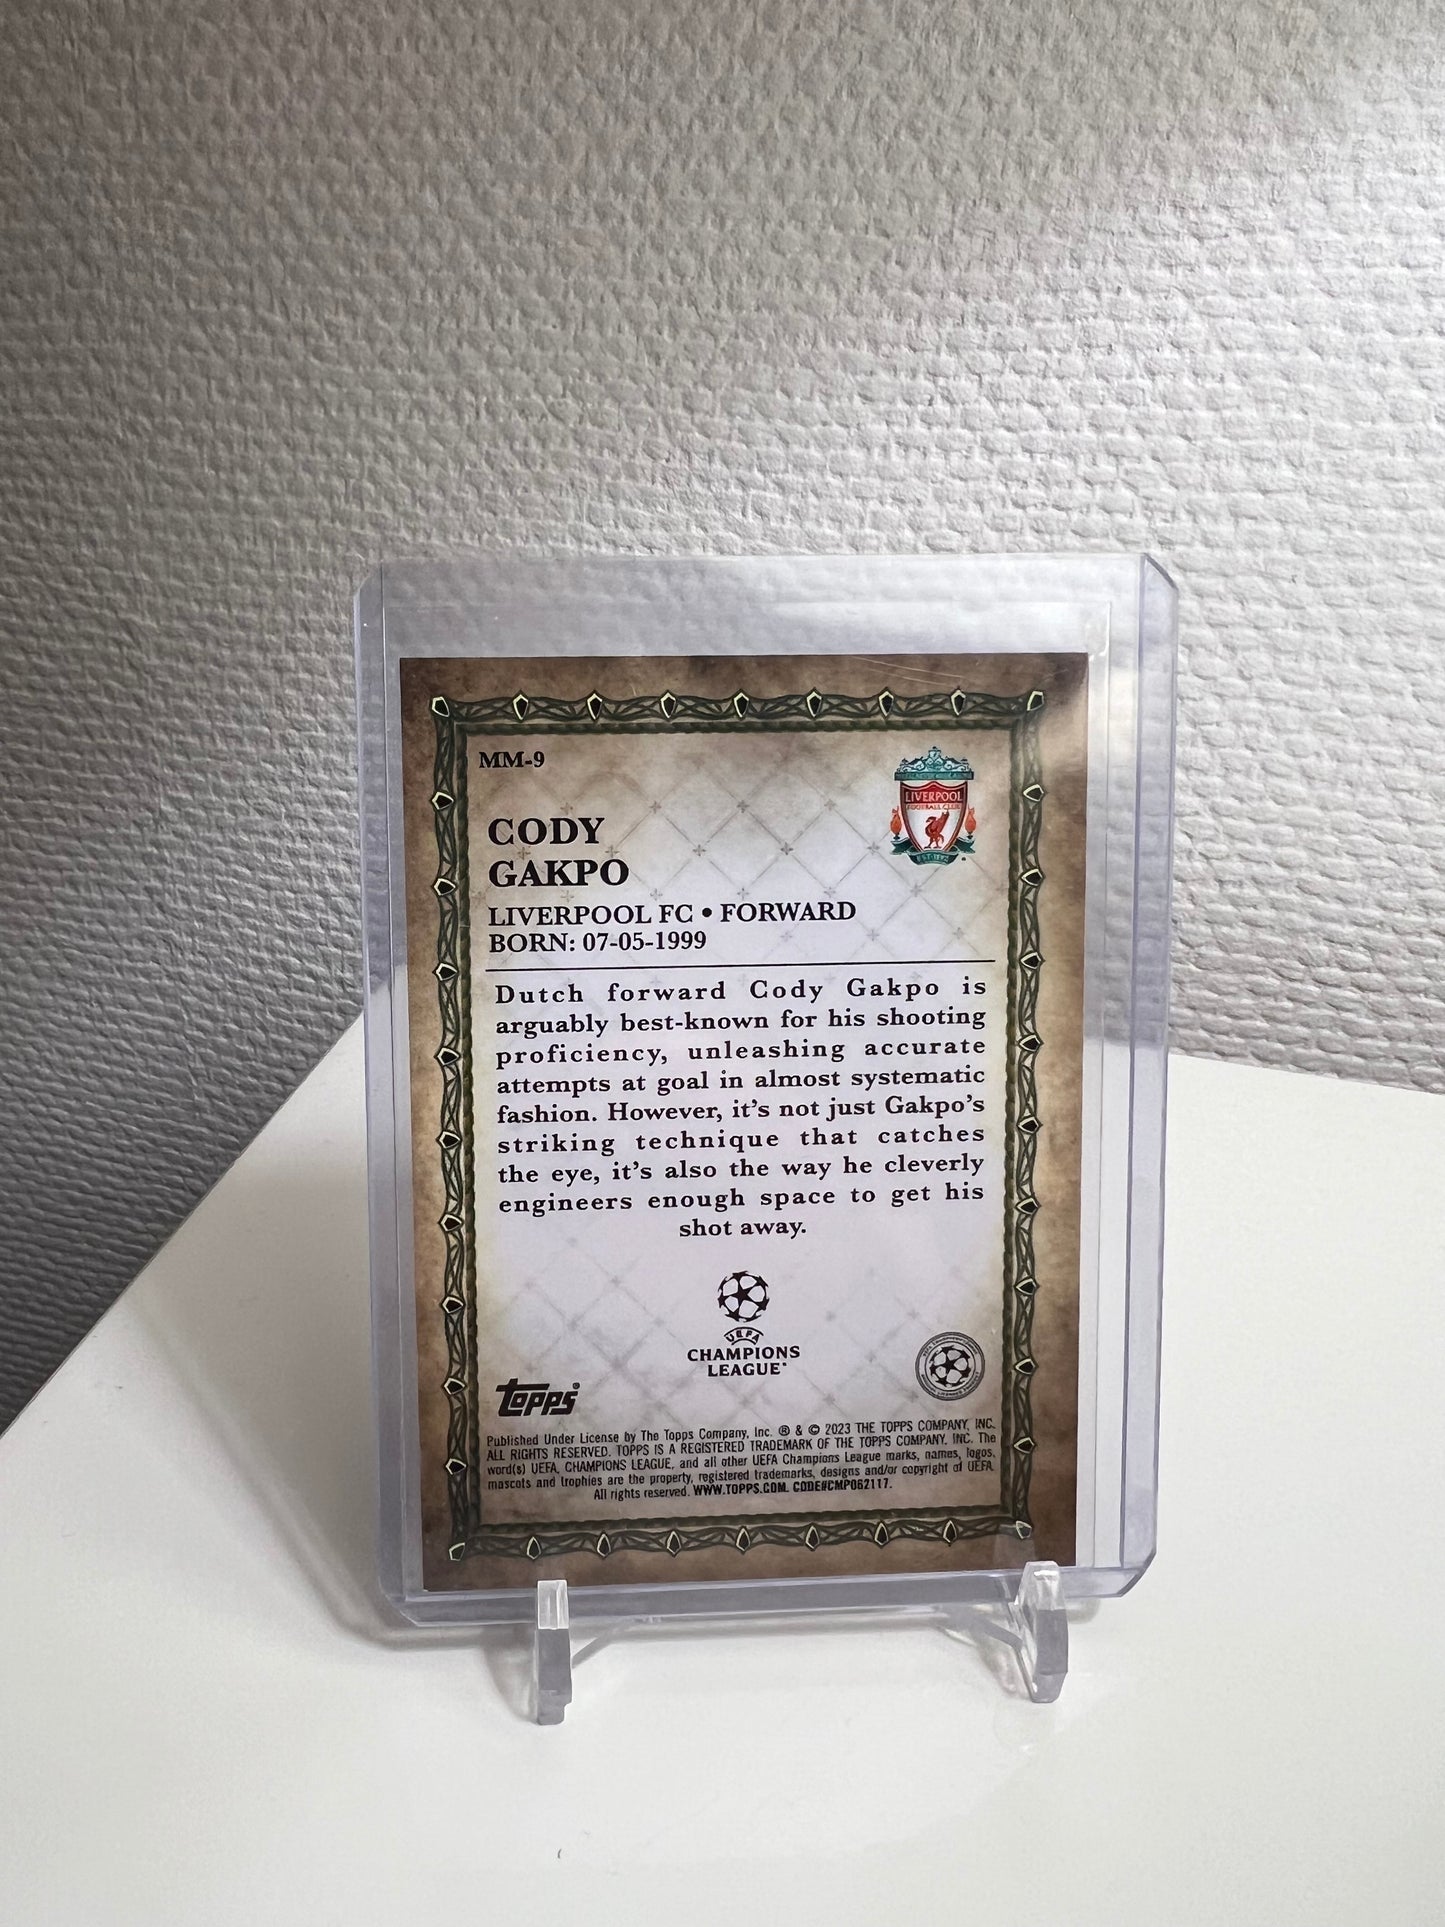 MM-9
LIVERPOOL
FOOTBALL CLUB
CODY
GAKPO
LIVERPOOL FC • FORWARD
BORN: 07-05-1999
Dutch forward Cody Gakpo is
arguably best-known for his shooting
proficiency, unleashing accurate
attempts at goal in almost systematic
fashion. However, it's not just Gakpo's
striking technique that catches
the eye, it's also the way he cleverly
engineers enough space to get his
shot away.
UEFA
CHAMPIONS
LEAGUE®
TOPPS®
Published Under License by The Topps Company, Inc. ® & © 2023 THE TOPPS COMPANY, INC.
ALL RIGHTS RESERVED. TOPPS IS A REGISTERED TRADEMARK OF THE TOPPS COMPANY, INC. The
word(s) UEFA, CHAMPIONS LEAGUE, and all other UEFA Champions League marks, names, logos,
mascots and trophies are the property, registered trademarks, designs and/or copyright of UEFA.
All rights reserved. WWW.TOPPS.COM. CODE#CMP062117.